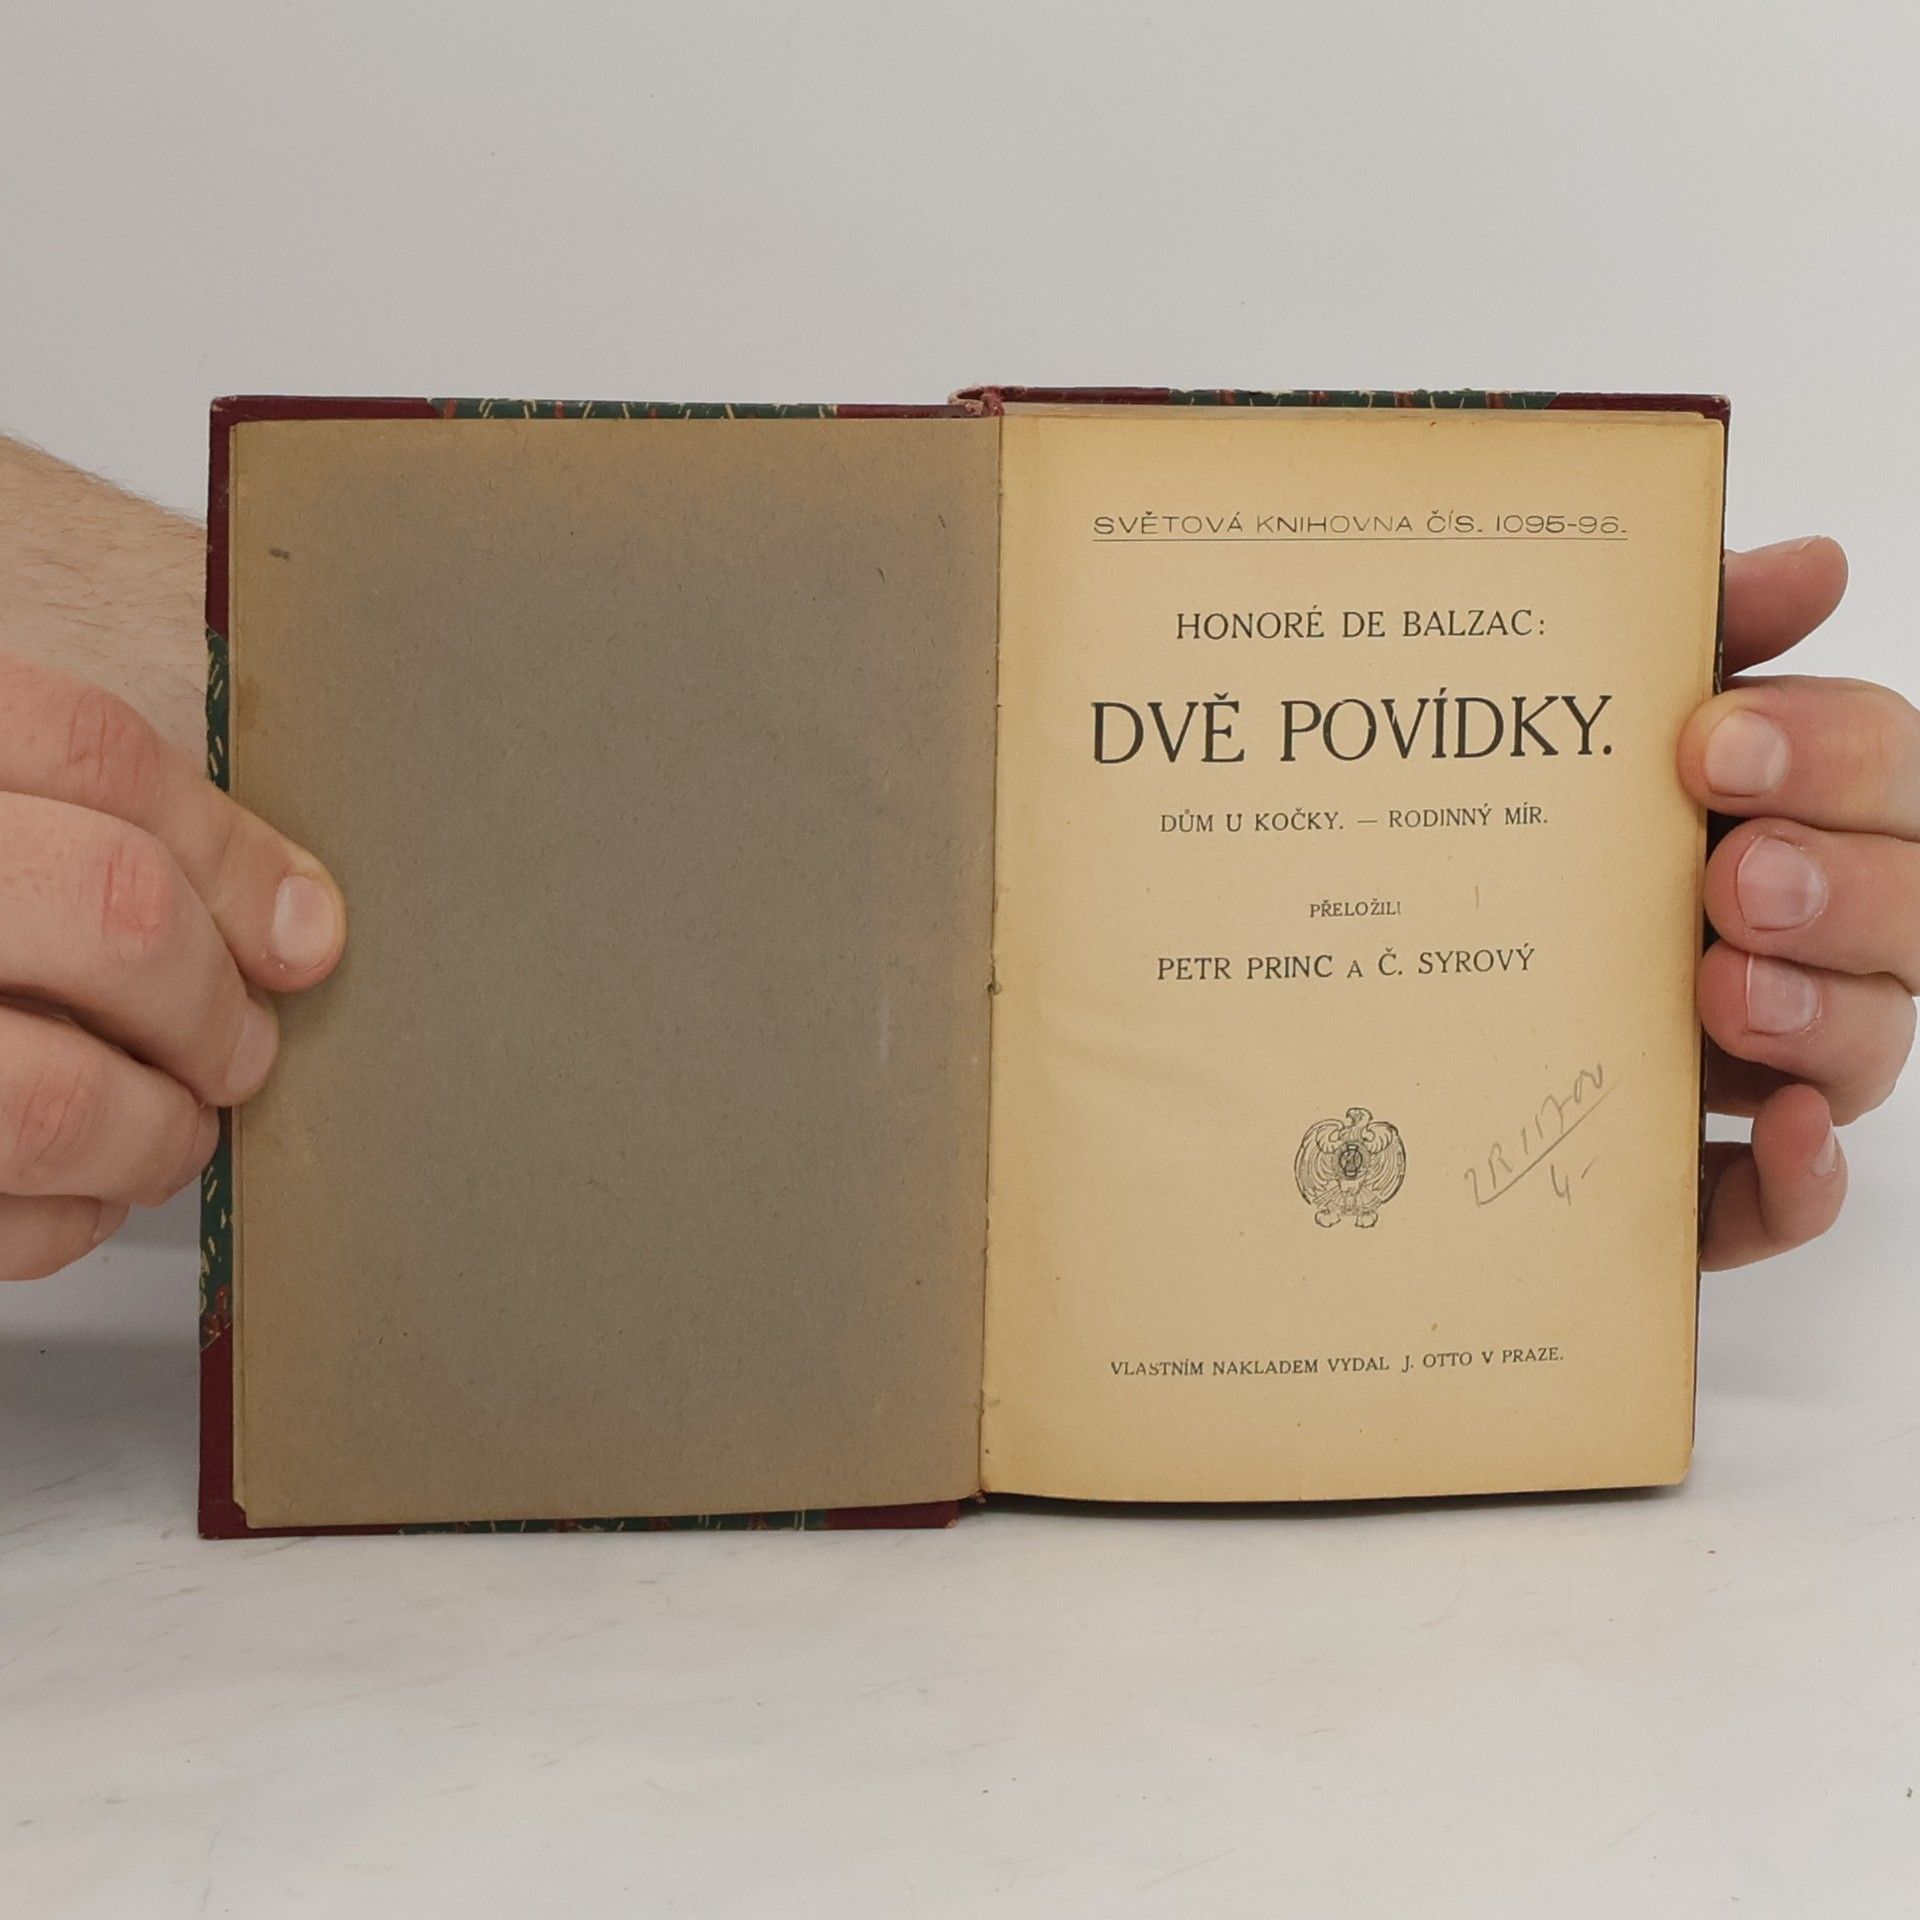 SVĚTOVÁ KNIHOVNA ČÍS. 1095-96.
HONORÉ DE BALZAC:
DVĚ POVÍDKY.
DŮM U KOČKY. — RODINNÝ MÍR.
PŘELOŽILI
PETR PRINC A Č. SYROVÝ
4-
VLASTNÍM NAKLADEM VYDAL J. OTTO V PRAZE.